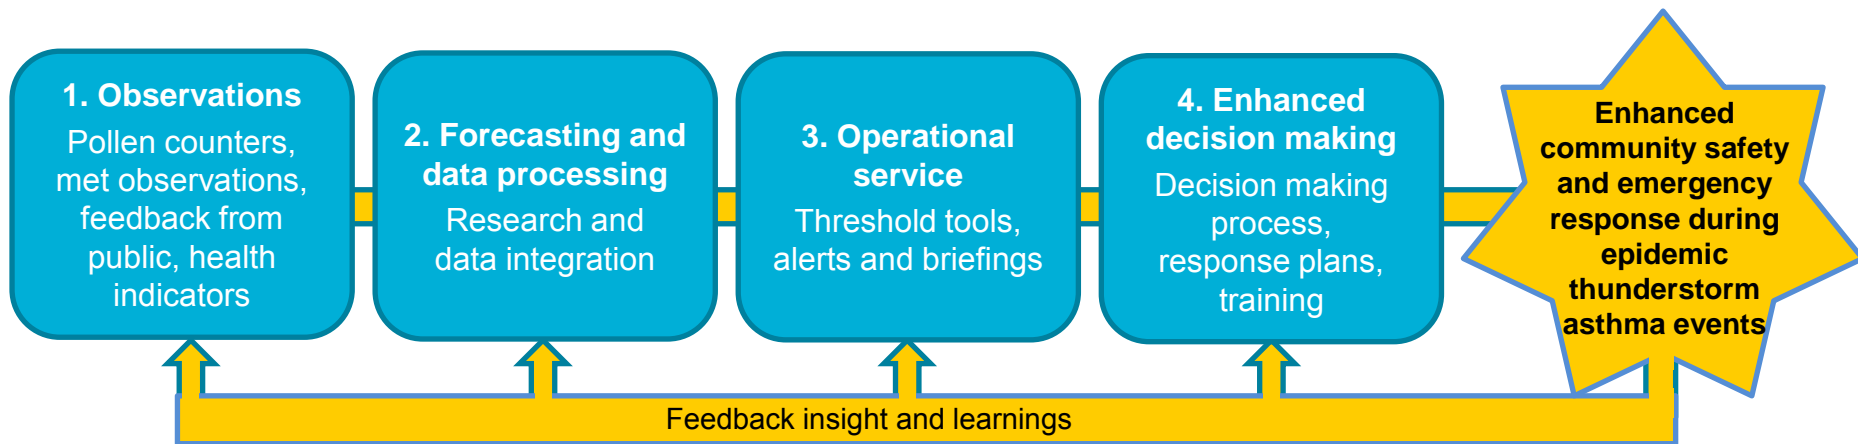 1. Observations
Pollen counters,
met observations,
feedback from
public, health
indicators
2. Forecasting and
data processing
Research and
data integration
3. Operational
service
Threshold tools,
alerts and briefings
4. Enhanced
decision making
Decision making
process,
response plans,
training
Enhanced
community safety
and emergency
response during
epidemic
thunderstorm
asthma events
Feedback insight and learnings